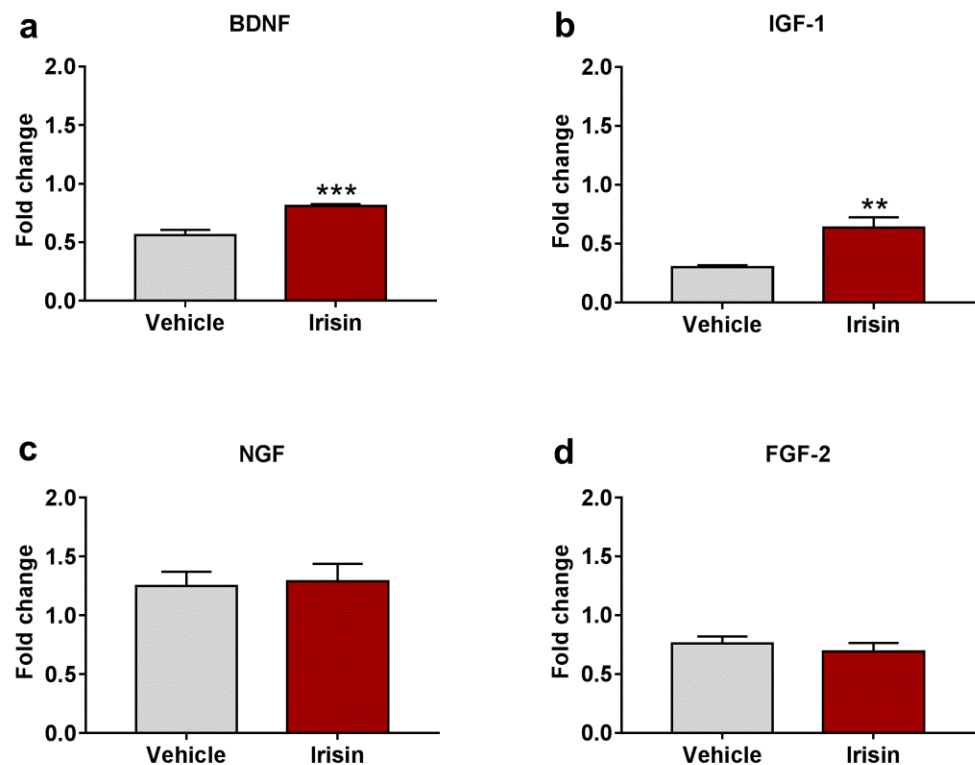 a
BDNF
Fold change
2.0
1.5
1.0
0.5
0.0
***
Vehicle
Irisin
b
IGF-1
Fold change
2.0
1.5
1.0
0.5
0.0
**
Vehicle
Irisin
c
NGF
Fold change
2.0
1.5
1.0
0.5
0.0
Vehicle
Irisin
d
FGF-2
Fold change
2.0
1.5
1.0
0.5
0.0
Vehicle
Irisin